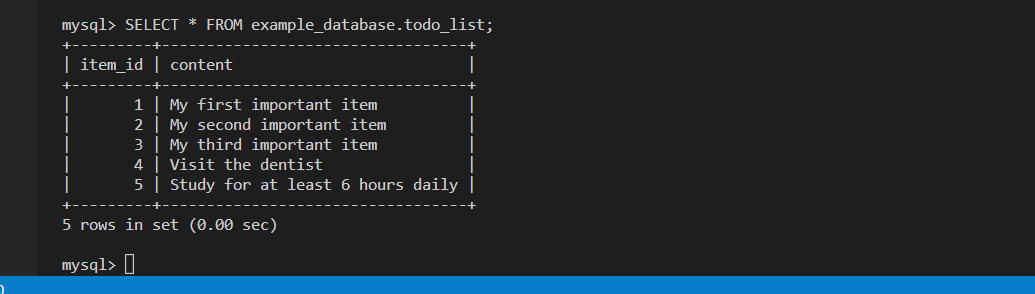 mysql> SELECT * FROM example_database.todo_list;
+---------+----------------------------------+
| item_id | content                          |
+---------+----------------------------------+
|       1 | My first important item          |
|       2 | My second important item         |
|       3 | My third important item          |
|       4 | Visit the dentist                |
|       5 | Study for at least 6 hours daily |
+---------+----------------------------------+
5 rows in set (0.00 sec)
mysql>